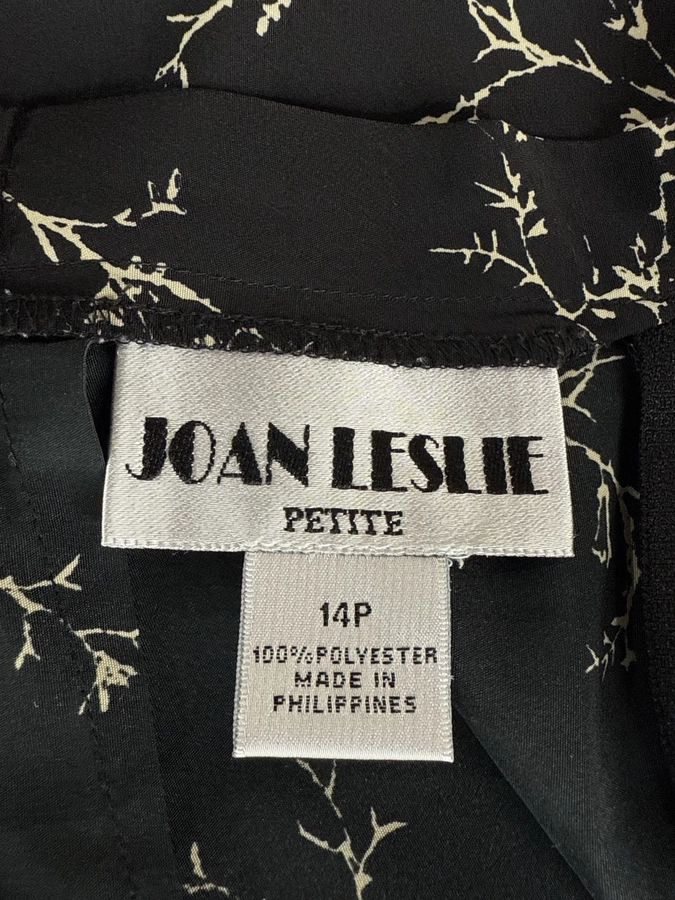 JOAN LESLIE
PETITE
14P
100%POLYESTER
MADE IN
PHILIPPINES